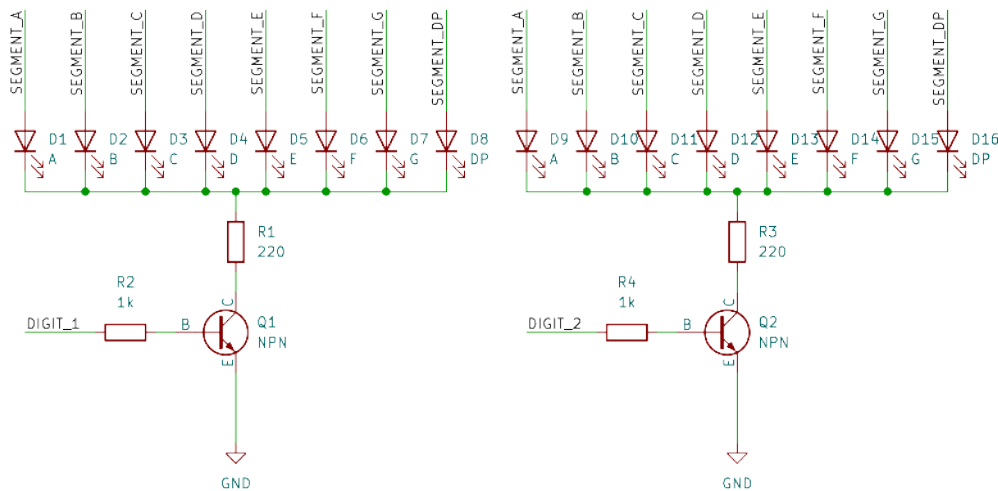 SEGMENT_A
SEGMENT_B
SEGMENT_C
SEGMENT_D
SEGMENT_E
SEGMENT_F
SEGMENT_G
SEGMENT_DP
SEGMENT_A
SEGMENT_B
SEGMENT_C
SEGMENT_D
SEGMENT_E
SEGMENT_F
SEGMENT_G
SEGMENT_DP
D1
A
D2
B
D3
C
D4
D
D5
E
D6
F
D7
G
D8
DP
D9
A
D10
B
D11
C
D12
D
D13
E
D14
F
D15
G
D16
DP
R1
220
R2
1k
DIGIT_1
B
C
E
Q1
NPN
GND
R3
220
R4
1k
DIGIT_2
B
C
E
Q2
NPN
GND